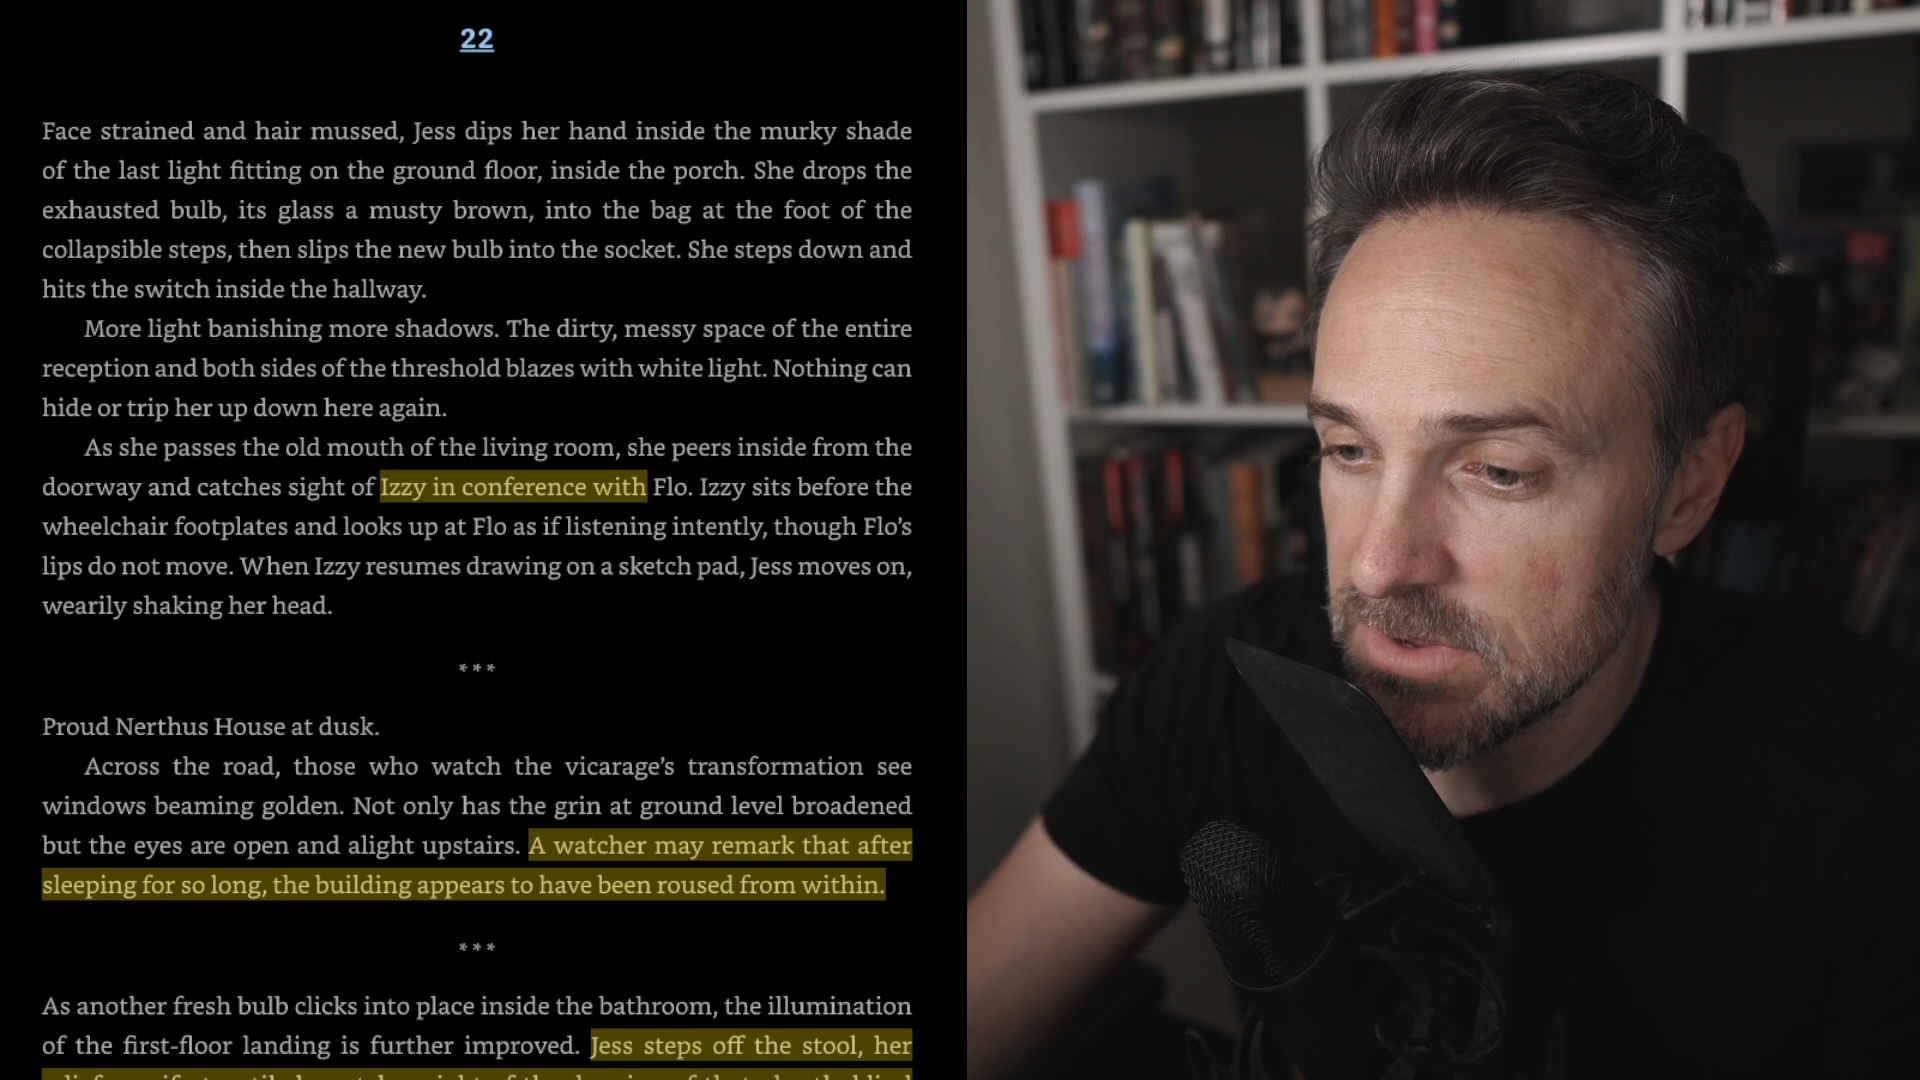 22
Face strained and hair mussed, Jess dips her hand inside the murky shade
of the last light fitting on the ground floor, inside the porch. She drops the
exhausted bulb, its glass a musty brown, into the bag at the foot of the
collapsible steps, then slips the new bulb into the socket. She steps down and
hits the switch inside the hallway.
More light banishing more shadows. The dirty, messy space of the entire
reception and both sides of the threshold blazes with white light. Nothing can
hide or trip her up down here again.
As she passes the old mouth of the living room, she peers inside from the
doorway and catches sight of Izzy in conference with Flo. Izzy sits before the
wheelchair footplates and looks up at Flo as if listening intently, though Flo’s
lips do not move. When Izzy resumes drawing on a sketch pad, Jess moves on,
wearily shaking her head.
***
Proud Nerthus House at dusk.
Across the road, those who watch the vicarage’s transformation see
windows beaming golden. Not only has the grin at ground level broadened
but the eyes are open and alight upstairs. A watcher may remark that after
sleeping for so long, the building appears to have been roused from within.
***
As another fresh bulb clicks into place inside the bathroom, the illumination
of the first-floor landing is further improved. Jess steps off the stool, her